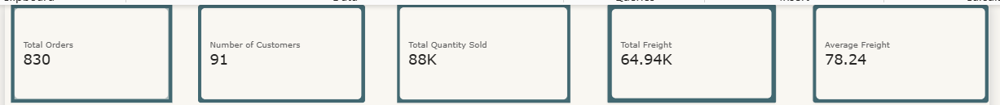 Total Orders
830
Number of Customers
91
Total Quantity Sold
88K
Total Freight
64.94K
Average Freight
78.24